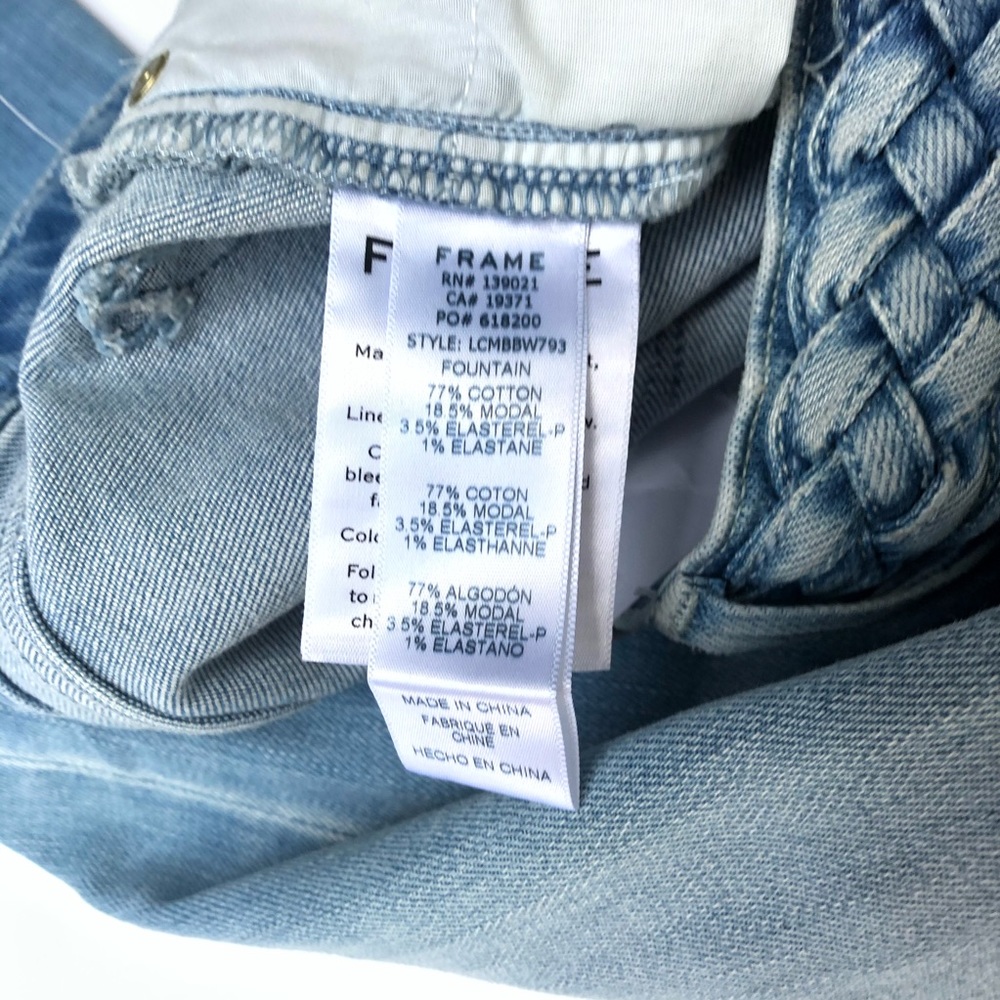 FRAME
RN# 139021
CA# 19371
PO# 618200
STYLE: LCMBBW793
FOUNTAIN
77% COTTON
18.5% MODAL
3.5% ELASTEREL-P
1% ELASTANE
77% COTON
18.5% MODAL
3.5% ELASTEREL-P
1% ELASTHANNE
77% ALGODÓN
18.5% MODAL
3.5% ELASTEREL-P
1% ELASTANO
MADE IN CHINA
FABRIQUÉ EN
CHINE
HECHO EN CHINA